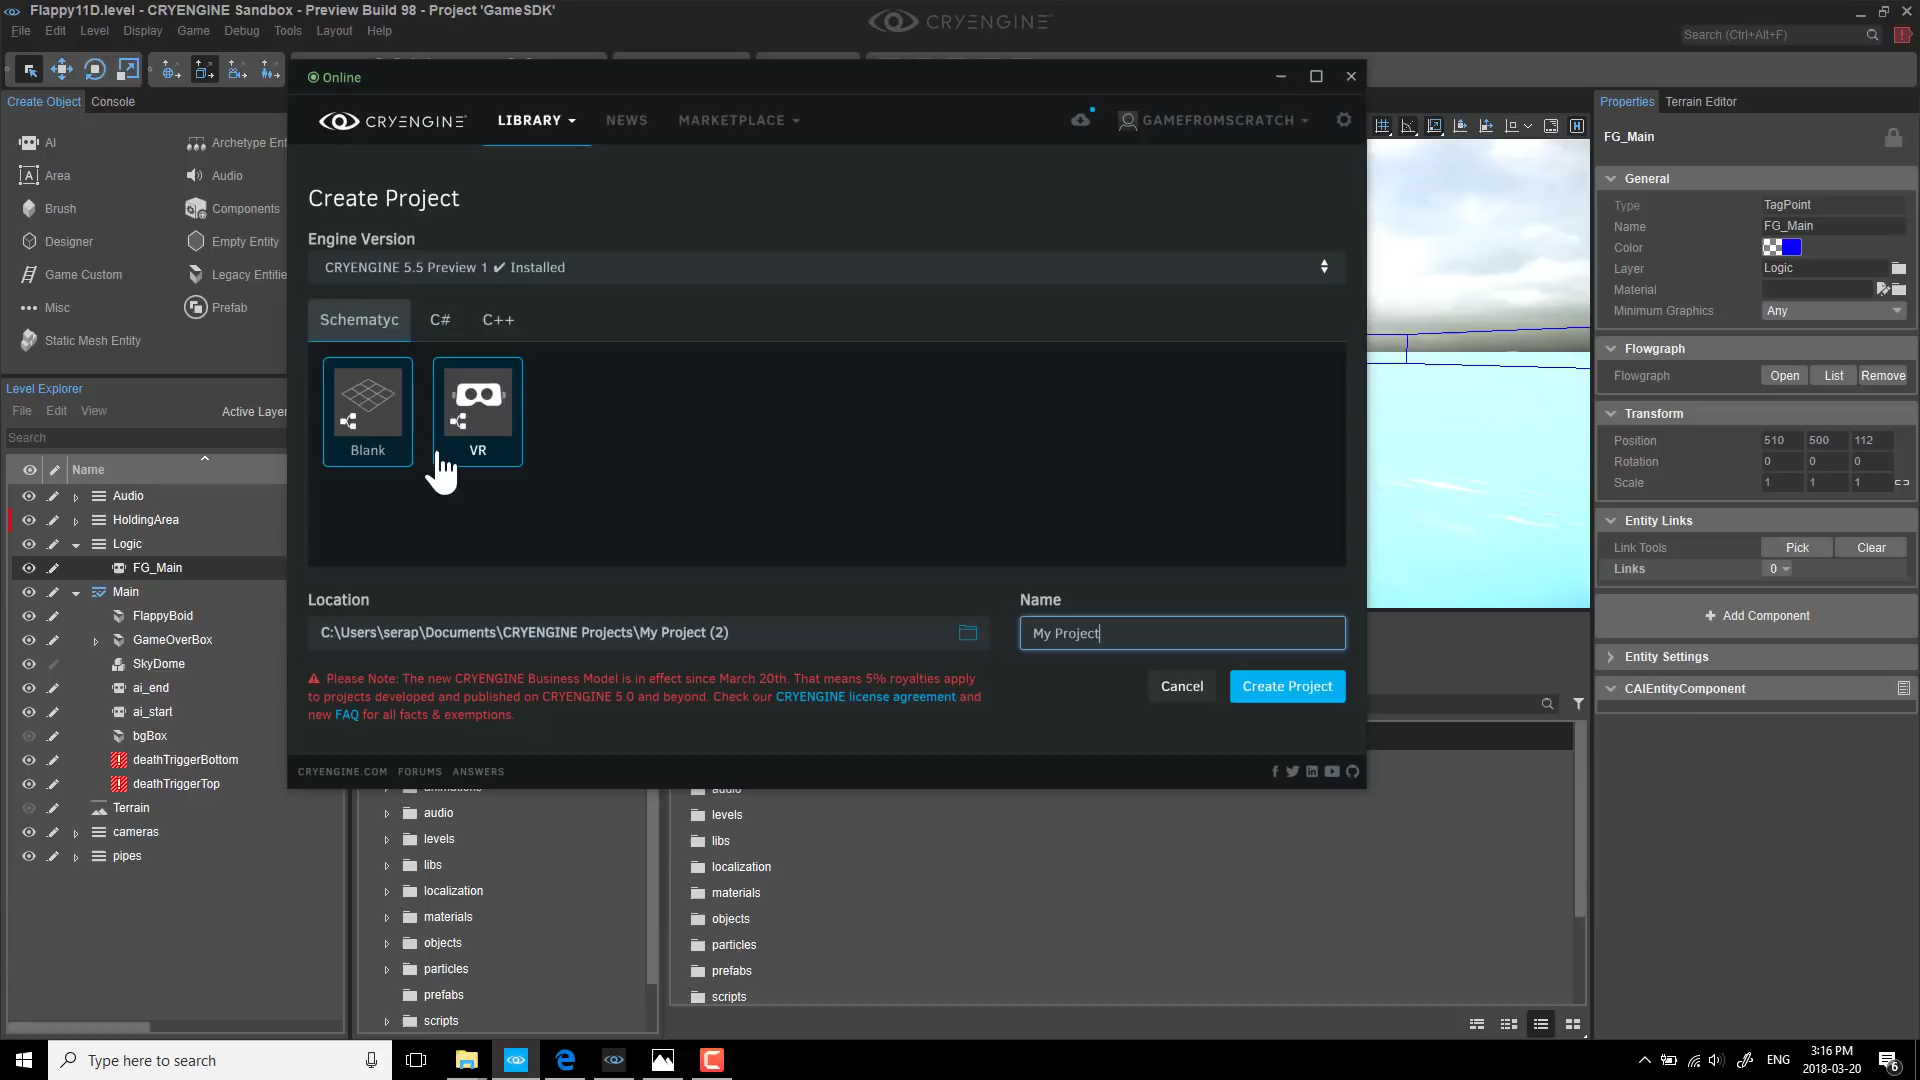 Flappy11D.level - CRYENGINE Sandbox - Preview Build 98 - Project 'GameSDK'
CRYENGINE
File Edit Level Display Game Debug Tools Layout Help
Search (Ctrl+Alt+F)
Create Object Console
AI Archetype Ent
Area Audio
Brush Components
Designer Empty Entity
Game Custom Legacy Entitie
Misc Prefab
Static Mesh Entity
Level Explorer
File Edit View Active Layer
Search
Name
Audio
HoldingArea
Logic
FG_Main
Main
FlappyBoid
GameOverBox
SkyDome
ai_end
ai_start
bgBox
deathTriggerBottom
deathTriggerTop
Terrain
cameras
pipes
Online
CRYENGINE LIBRARY NEWS MARKETPLACE GAMEFROMSCRATCH
Create Project
Engine Version
CRYENGINE 5.5 Preview 1 ✔ Installed
Schematyc C# C++
Blank VR
Location
C:\Users\serap\Documents\CRYENGINE Projects\My Project (2)
Name
My Project
Please Note: The new CRYENGINE Business Model is in effect since March 20th. That means 5% royalties apply
to projects developed and published on CRYENGINE 5.0 and beyond. Check our CRYENGINE license agreement and
new FAQ for all facts & exemptions.
Cancel Create Project
CRYENGINE.COM FORUMS ANSWERS
animations
audio
levels
libs
localization
materials
objects
particles
prefabs
scripts
audio
levels
libs
localization
materials
objects
particles
prefabs
scripts
Properties Terrain Editor
FG_Main
General
Type TagPoint
Name FG_Main
Color
Layer Logic
Material
Minimum Graphics Any
Flowgraph
Flowgraph Open List Remove
Transform
Position 510 500 112
Rotation 0 0 0
Scale 1 1 1
Entity Links
Link Tools Pick Clear
Links 0
Add Component
Entity Settings
CAIEntityComponent
Type here to search
ENG
3:16 PM
2018-03-20
6